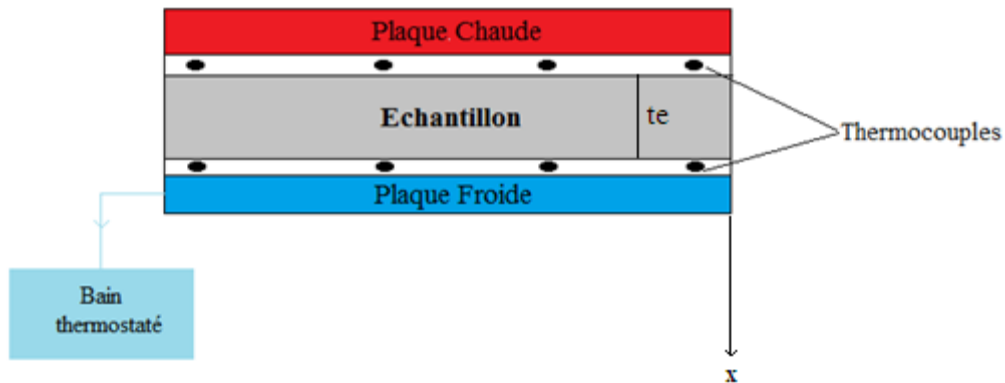 Plaque Chaude
Echantillon
te
Thermocouples
Plaque Froide
Bain
thermostaté
x